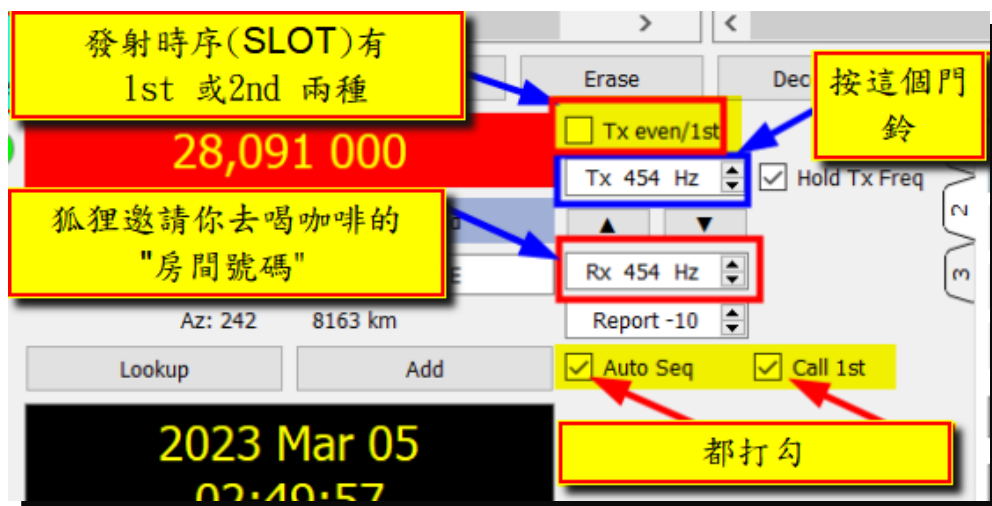 發射時序(SLOT)有
1st 或2nd 兩種
> <
Erase
Dec
按這個門
鈴
Tx even/1st
28,091 000
Tx 454 Hz
Hold Tx Freq
狐狸邀請你去喝咖啡的
"房間號碼"
▲ ▼
2
Rx 454 Hz
3
E
Az: 242 8163 km
Report -10
Lookup Add
Auto Seq Call 1st
2023 Mar 05
都打勾
02:49:57